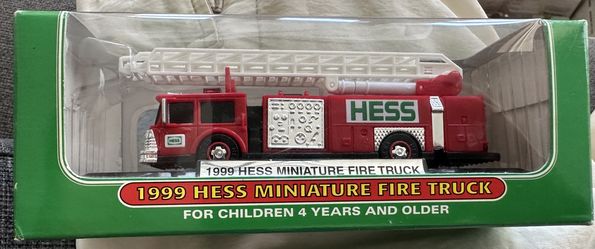 HESS
HESS
1999 HESS MINIATURE FIRE TRUCK
1999 HESS MINIATURE FIRE TRUCK
FOR CHILDREN 4 YEARS AND OLDER